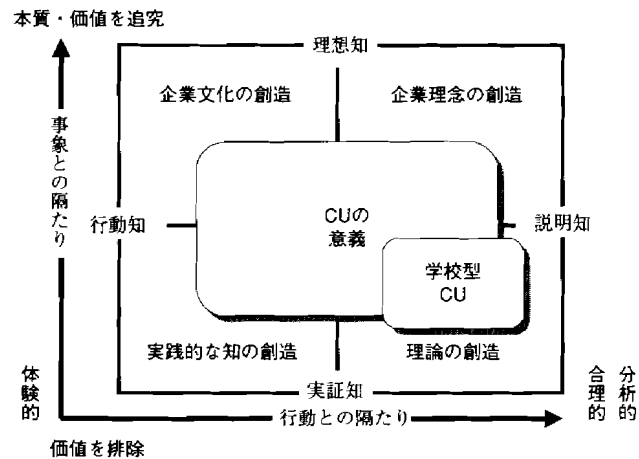 本質・価値を追究
理想知
企業文化の創造
企業理念の創造
事象との隔たり
行動知
CUの
意義
説明知
学校型
CU
実践的な知の創造
理論の創造
体験的
実証知
行動との隔たり
合理的
分析的
価値を排除